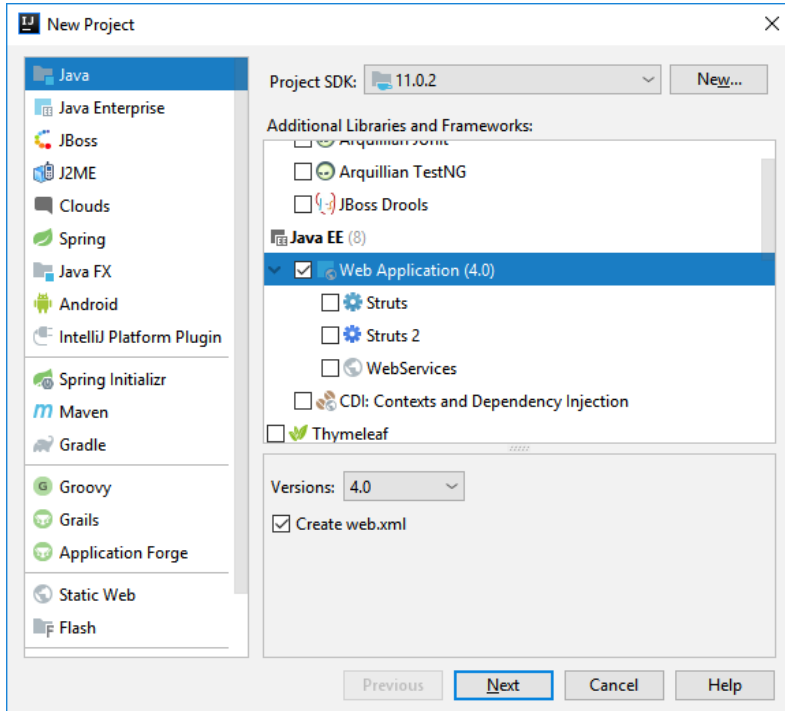 New Project
Java
Java Enterprise
JBoss
J2ME
Clouds
Spring
Java FX
Android
IntelliJ Platform Plugin
Spring Initializr
Maven
Gradle
Groovy
Grails
Application Forge
Static Web
Flash
Project SDK: 11.0.2 New...
Additional Libraries and Frameworks:
Arquillian JUnit
Arquillian TestNG
JBoss Drools
Java EE (8)
Web Application (4.0)
Struts
Struts 2
WebServices
CDI: Contexts and Dependency Injection
Thymeleaf
Versions: 4.0
Create web.xml
Previous Next Cancel Help